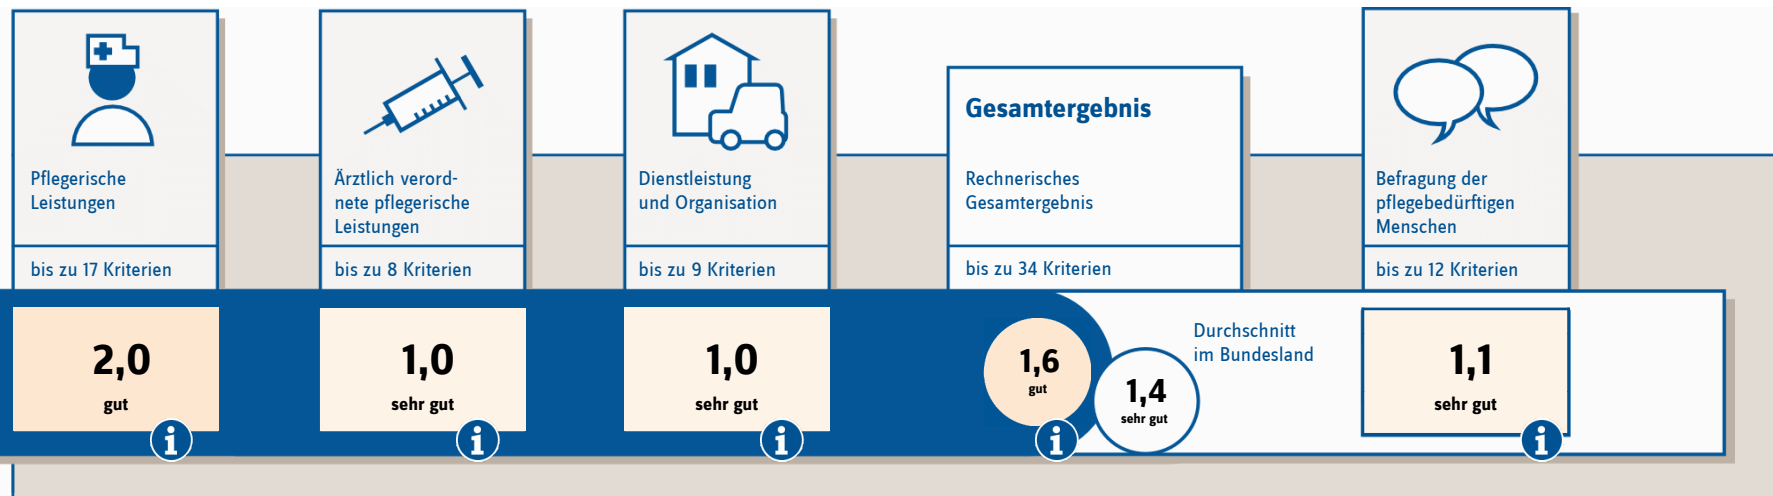 Pflegerische
Leistungen
bis zu 17 Kriterien
2,0
gut
i
Ärztlich verord-
nete pflegerische
Leistungen
bis zu 8 Kriterien
1,0
sehr gut
i
Dienstleistung
und Organisation
bis zu 9 Kriterien
1,0
sehr gut
i
Gesamtergebnis
Rechnerisches
Gesamtergebnis
bis zu 34 Kriterien
1,6
gut
i
Durchschnitt
im Bundesland
1,4
sehr gut
Befragung der
pflegebedürftigen
Menschen
bis zu 12 Kriterien
1,1
sehr gut
i